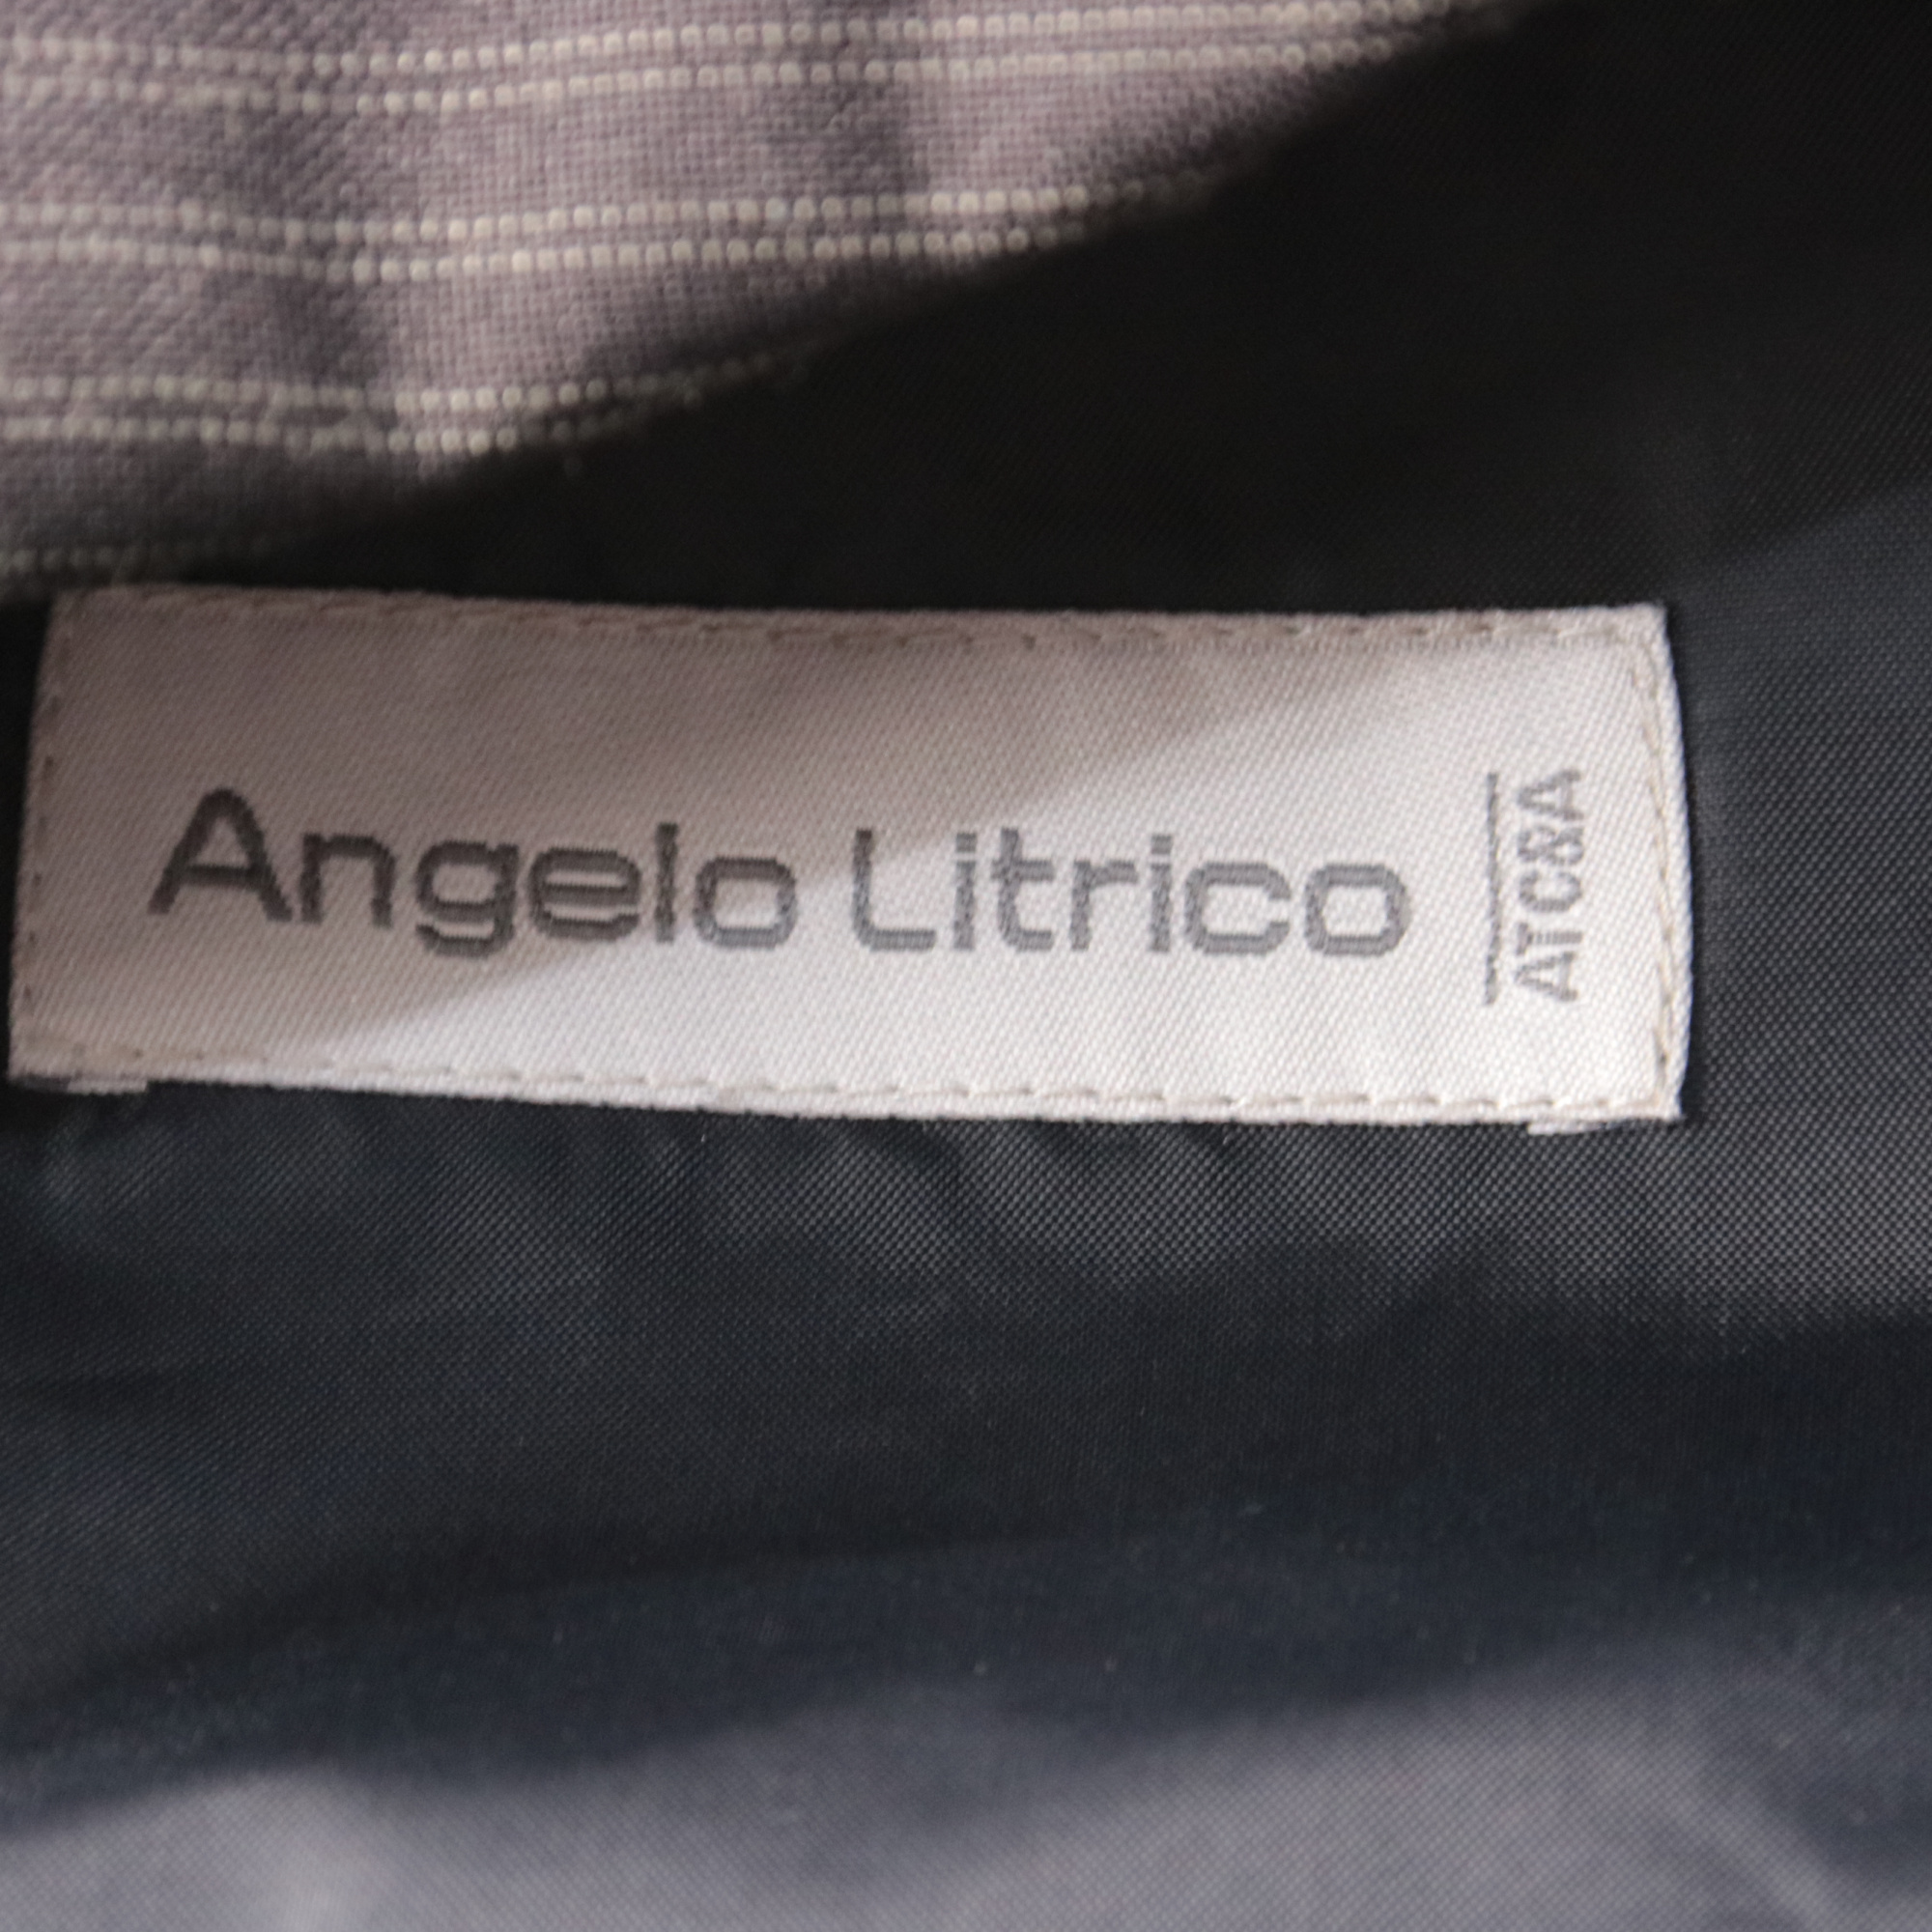 Angelo Litrico
AT C&A